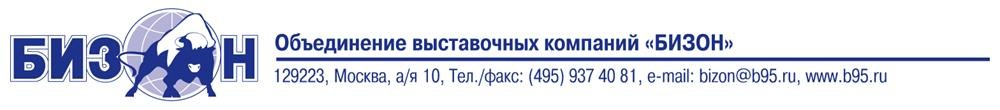 БИЗОН
Объединение выставочных компаний «БИЗОН»
129223, Москва, а/я 10, Тел./факс: (495) 937 40 81, e-mail: bizon@b95.ru, www.b95.ru